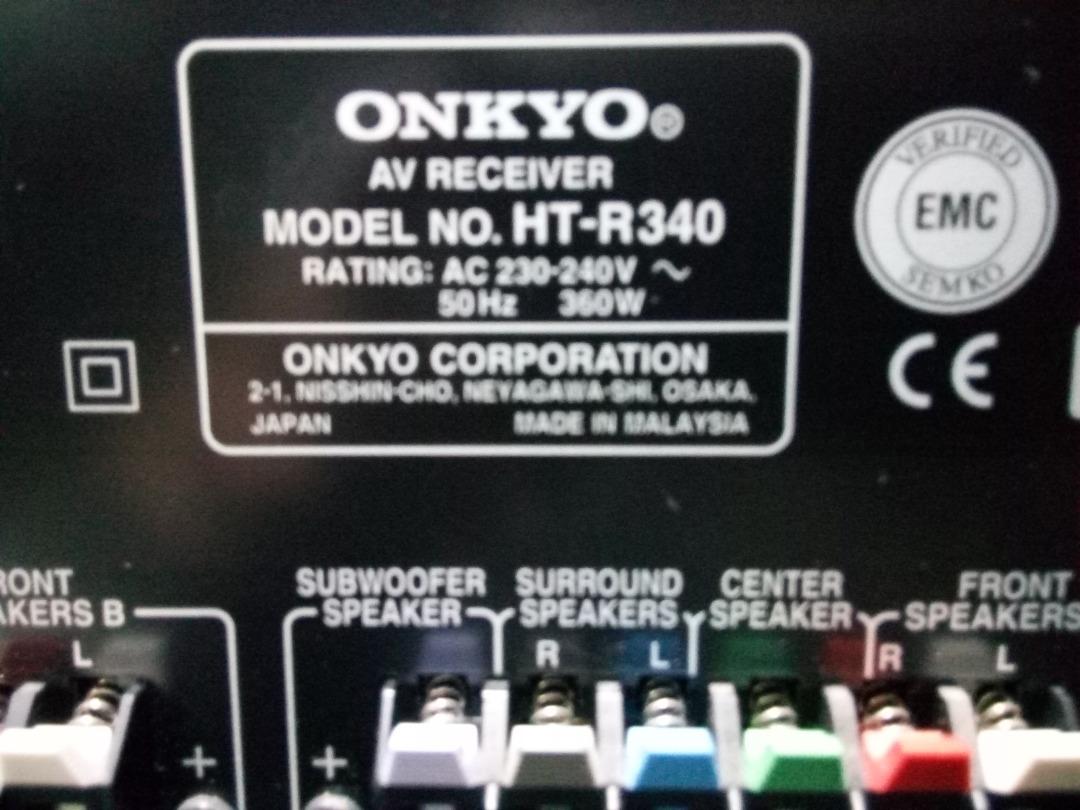 ONKYO®
AV RECEIVER
MODEL NO. HT-R340
RATING: AC 230-240V ~
50Hz 360W
ONKYO CORPORATION
2-1, NISSHIN-CHO, NEYAGAWA-SHI, OSAKA,
JAPAN MADE IN MALAYSIA
VERIFIED
EMC
SEMKO
CE
RONT
AKERS B
L
+
SUBWOOFER
SPEAKER
+
SURROUND
SPEAKERS
R L
CENTER
SPEAKER
FRONT
SPEAKERS
R L